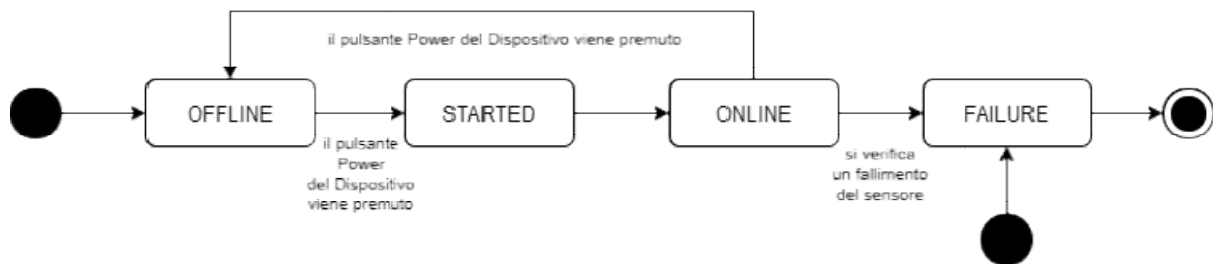 il pulsante Power del Dispositivo viene premuto
OFFLINE
STARTED
ONLINE
FAILURE
il pulsante
Power
del Dispositivo
viene premuto
si verifica
un fallimento
del sensore